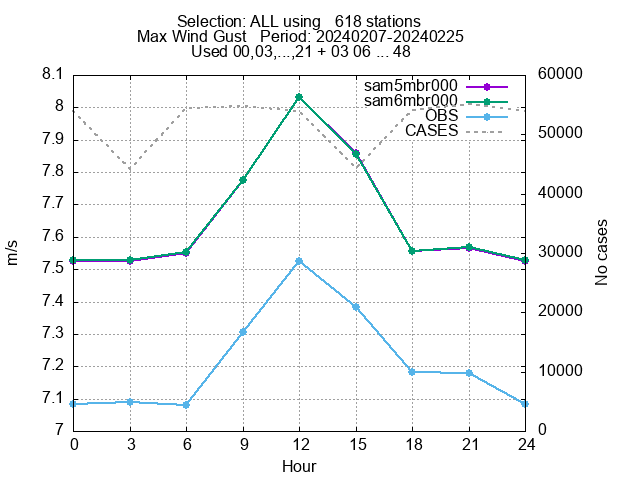 Selection: ALL using   618 stations
Max Wind Gust   Period: 20240207-20240225
Used 00,03,...,21 + 03 06 ... 48
8.1
8
7.9
7.8
7.7
7.6
7.5
7.4
7.3
7.2
7.1
7
m/s
sam5mbr000
sam6mbr000
OBS
CASES
60000
50000
40000
30000
20000
10000
0
No cases
0 3 6 9 12 15 18 21 24
Hour